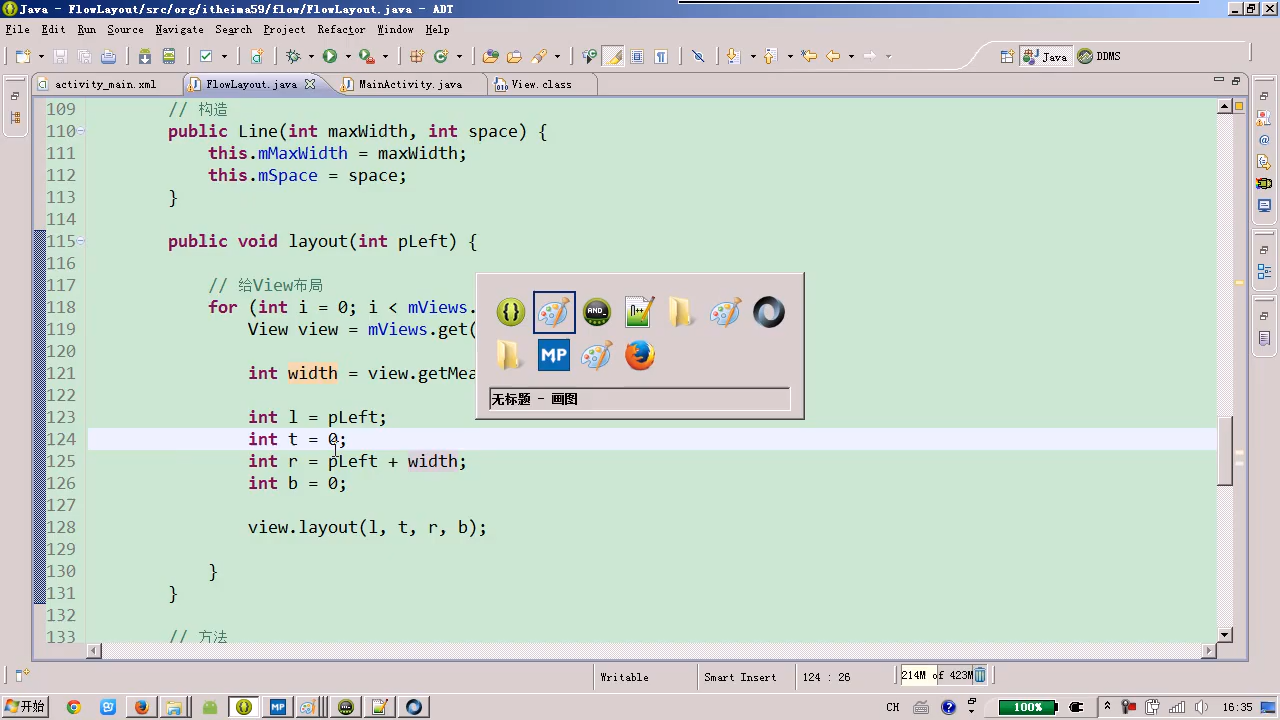 Java - FlowLayout/src/org/itheima59/flow/FlowLayout.java - ADT
File Edit Run Source Navigate Search Project Refactor Window Help
Java DDMS
activity_main.xml FlowLayout.java MainActivity.java View.class
109 // 构造
110 public Line(int maxWidth, int space) {
111 this.mMaxWidth = maxWidth;
112 this.mSpace = space;
113 }
114
115 public void layout(int pLeft) {
116
117 // 给View布局
118 for (int i = 0; i < mViews.
119 View view = mViews.get(
120
121 int width = view.getMea
122
123 int l = pLeft;
124 int t = 0;
125 int r = pLeft + width;
126 int b = 0;
127
128 view.layout(l, t, r, b);
129
130 }
131 }
132
133 // 方法
{} AND_ N++
MP
无标题 - 画图
Writable Smart Insert 124 : 26 214M of 423M
开始 MP CH 100% 16:35